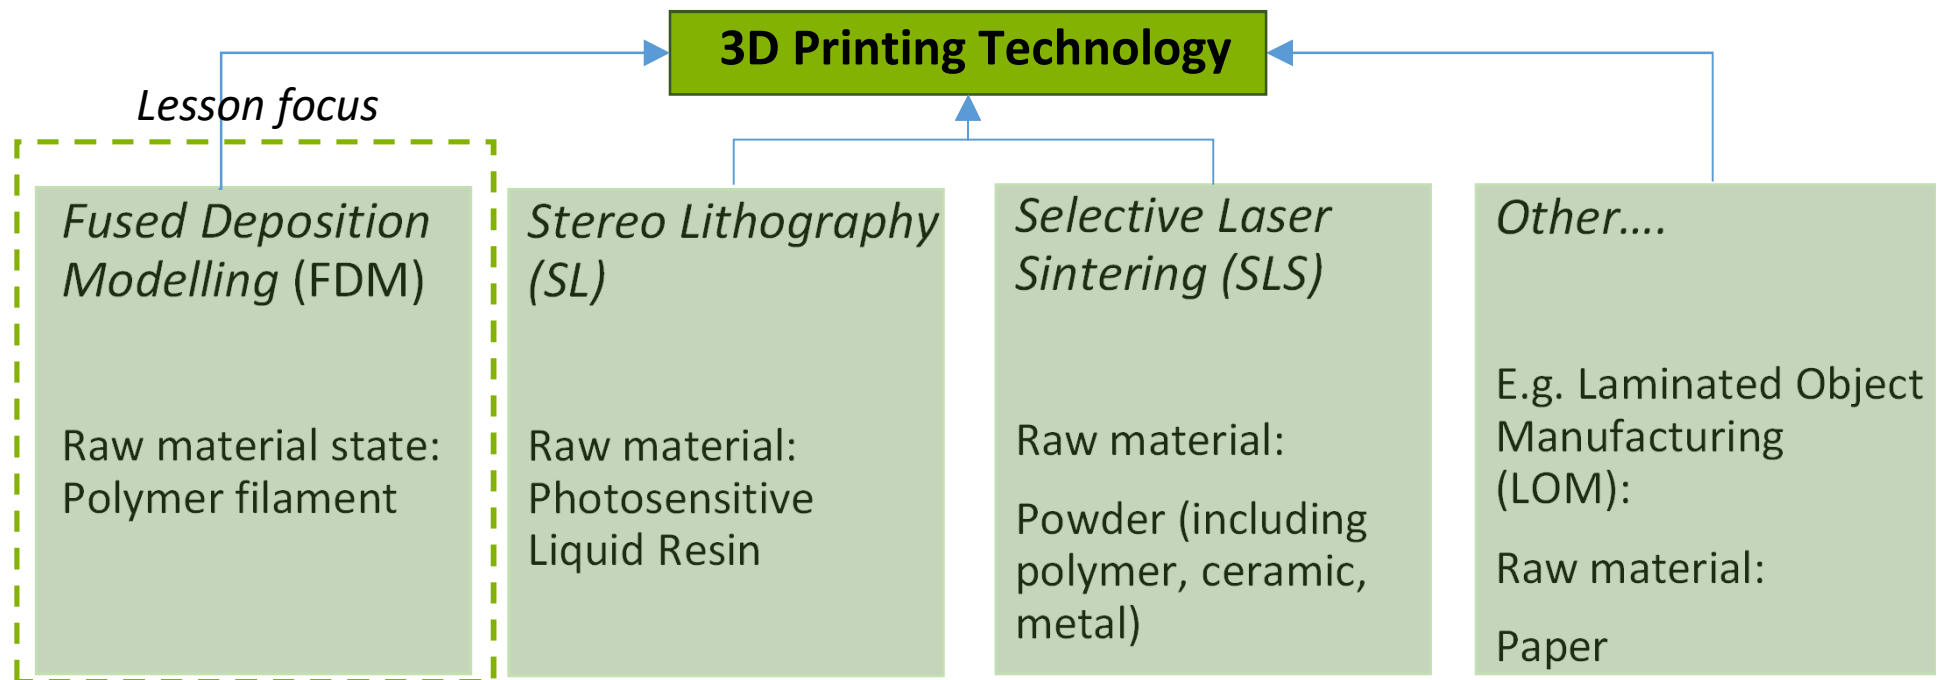 3D Printing Technology
Lesson focus
Fused Deposition
Modelling (FDM)
Raw material state:
Polymer filament
Stereo Lithography
(SL)
Raw material:
Photosensitive
Liquid Resin
Selective Laser
Sintering (SLS)
Raw material:
Powder (including
polymer, ceramic,
metal)
Other....
E.g. Laminated Object
Manufacturing
(LOM):
Raw material:
Paper